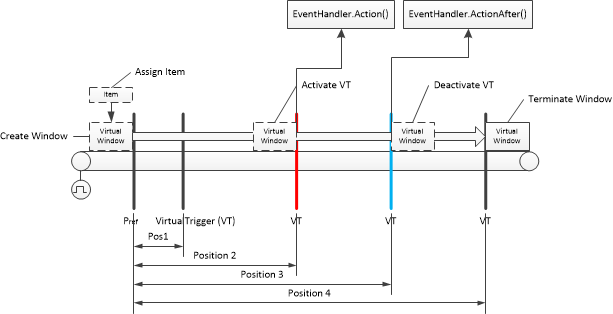 EventHandler.Action()
EventHandler.ActionAfter()
Assign Item
Item
Activate VT
Deactivate VT
Terminate Window
Create Window
Virtual
Window
Virtual
Window
Virtual
Window
Virtual
Window
Pref
Virtual Trigger (VT)
VT
VT
VT
Pos1
Position 2
Position 3
Position 4